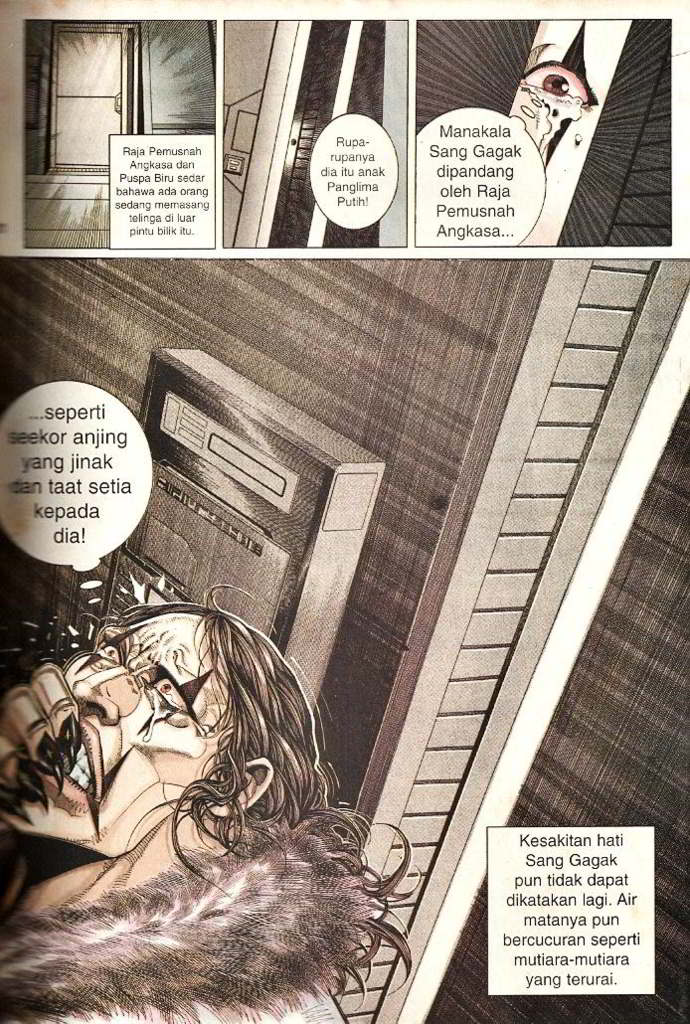 Raja Pemusnah
Angkasa dan
Puspa Biru sedar
bahawa ada orang
sedang memasang
telinga di luar
pintu bilik itu.
Rupa-
rupanya
dia itu anak
Panglima
Putih!
Manakala
Sang Gagak
dipandang
oleh Raja
Pemusnah
Angkasa...
...seperti
seekor anjing
yang jinak
dan taat setia
kepada
dia!
Kesakitan hati
Sang Gagak
pun tidak dapat
dikatakan lagi. Air
matanya pun
bercucuran seperti
mutiara-mutiara
yang terurai.